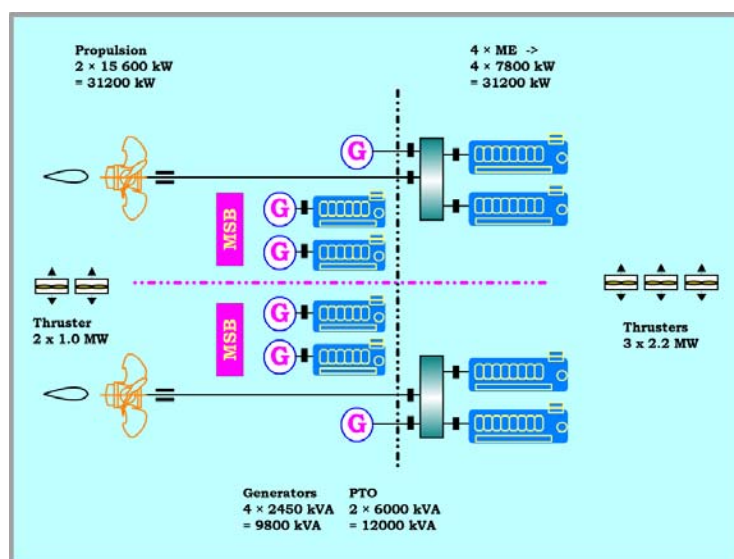 Propulsion
2 × 15 600 kW
= 31200 kW
4 × ME ->
4 × 7800 kW
= 31200 kW
G
G
MSB
G
Thruster
2 x 1.0 MW
Thrusters
3 x 2.2 MW
G
MSB
G
G
Generators
4 × 2450 kVA
= 9800 kVA
PTO
2 × 6000 kVA
= 12000 kVA